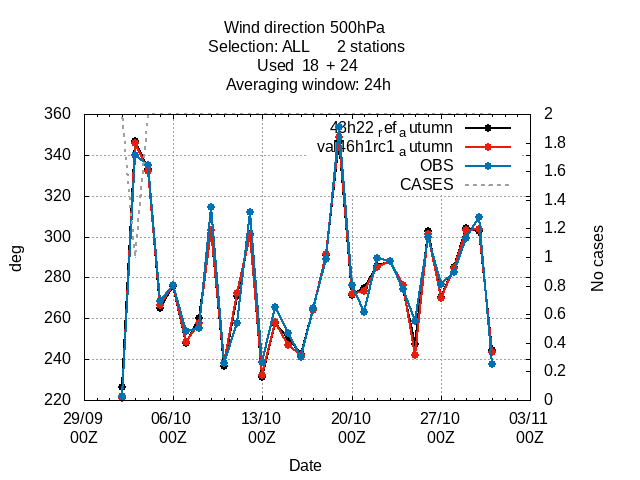 Wind direction 500hPa
Selection: ALL 2 stations
Used 18 + 24
Averaging window: 24h
deg
No cases
360
340
320
300
280
260
240
220
2
1.8
1.6
1.4
1.2
1
0.8
0.6
0.4
0.2
0
43h22 ref autumn
val46h1rc1 autumn
OBS
CASES
29/09 06/10 13/10 20/10 27/10 03/11
00Z 00Z 00Z 00Z 00Z 00Z
Date